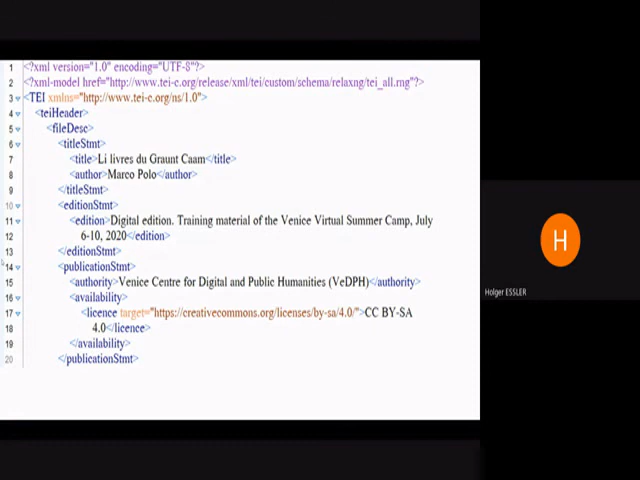 1 <?xml version="1.0" encoding="UTF-8"?>
2 <?xml-model href="http://www.tei-c.org/release/xml/tei/custom/schema/relaxng/tei_all.rng"?>
3 <TEI xmlns="http://www.tei-c.org/ns/1.0">
4 <teiHeader>
5 <fileDesc>
6 <titleStmt>
7 <title>Li livres du Graunt Caam</title>
8 <author>Marco Polo</author>
9 </titleStmt>
10 <editionStmt>
11 <edition>Digital edition. Training material of the Venice Virtual Summer Camp, July
12 6-10, 2020</edition>
13 </editionStmt>
14 <publicationStmt>
15 <authority>Venice Centre for Digital and Public Humanities (VeDPH)</authority>
16 <availability>
17 <licence target="https://creativecommons.org/licenses/by-sa/4.0/">CC BY-SA
18 4.0</licence>
19 </availability>
20 </publicationStmt>
H
Holger ESSLER